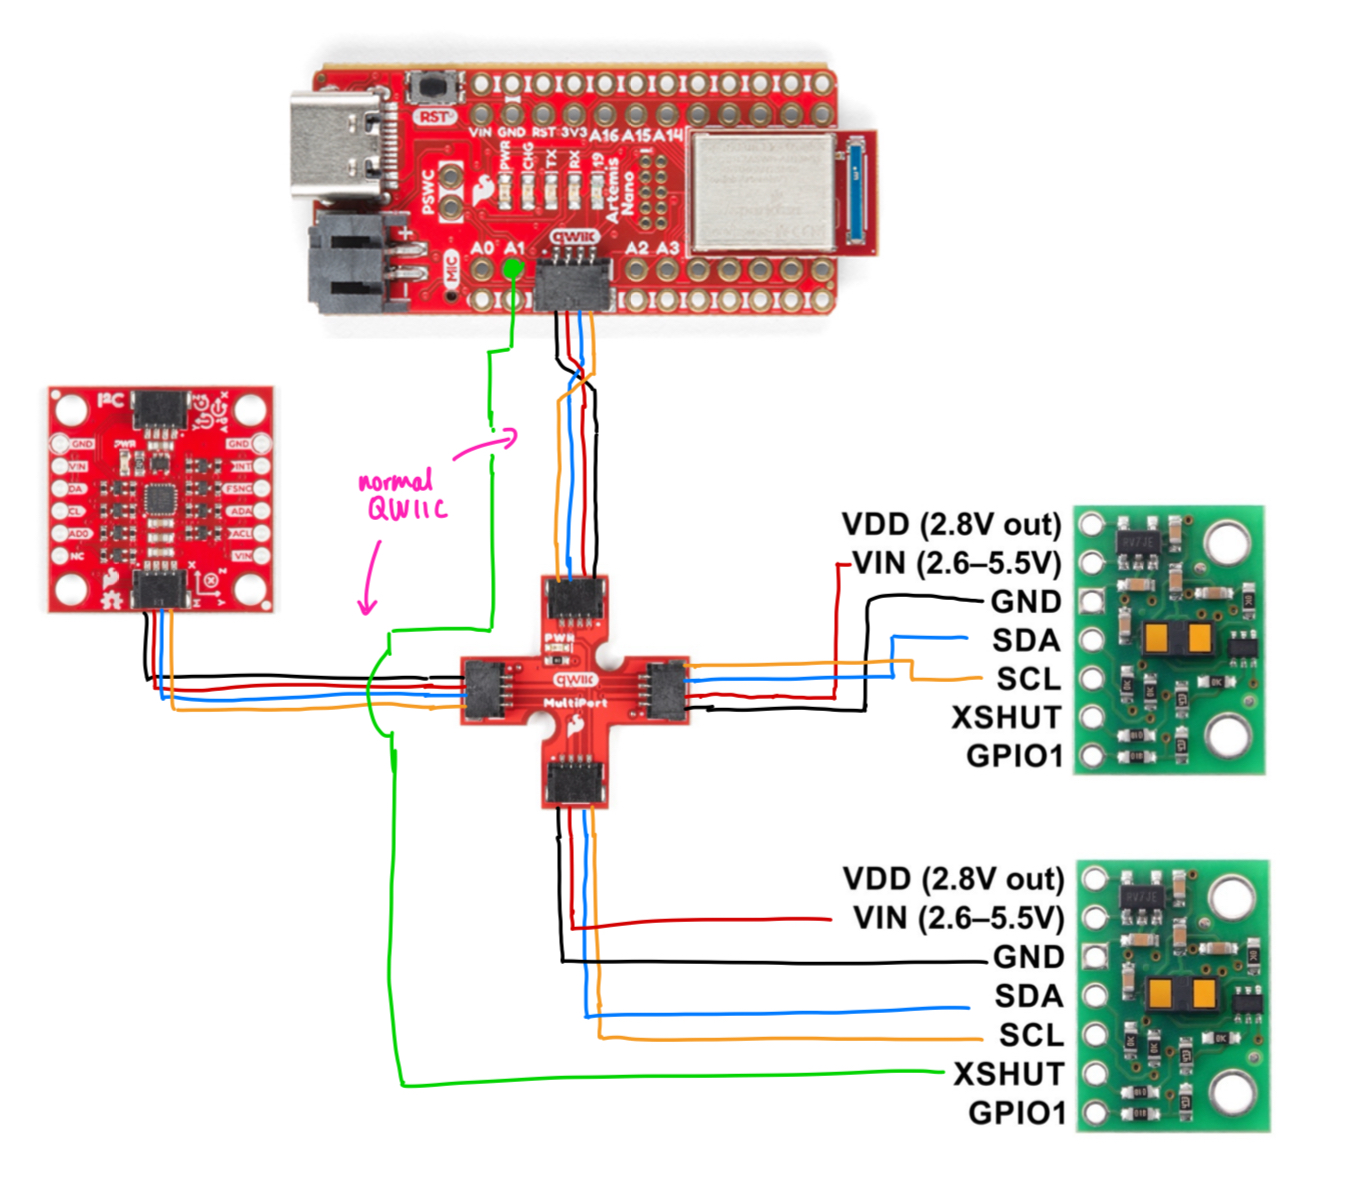 RST
VIN GND RST 3V3 A16 A15 A14
PWR
CHG
TX
RX
19
Artemis
Nano
PSWC
qwiic
A0 A1
A2 A3
MIC
+
-
I²C
GND
VIN
DA
CL
AD0
NC
PWR
GND
INT
FSNC
ADA
ACL
VIN
X
Z
Y
normal
QWIIC
PWR
qwiic
MultiPort
VDD (2.8V out)
VIN (2.6–5.5V)
GND
SDA
SCL
XSHUT
GPIO1
VDD (2.8V out)
VIN (2.6–5.5V)
GND
SDA
SCL
XSHUT
GPIO1